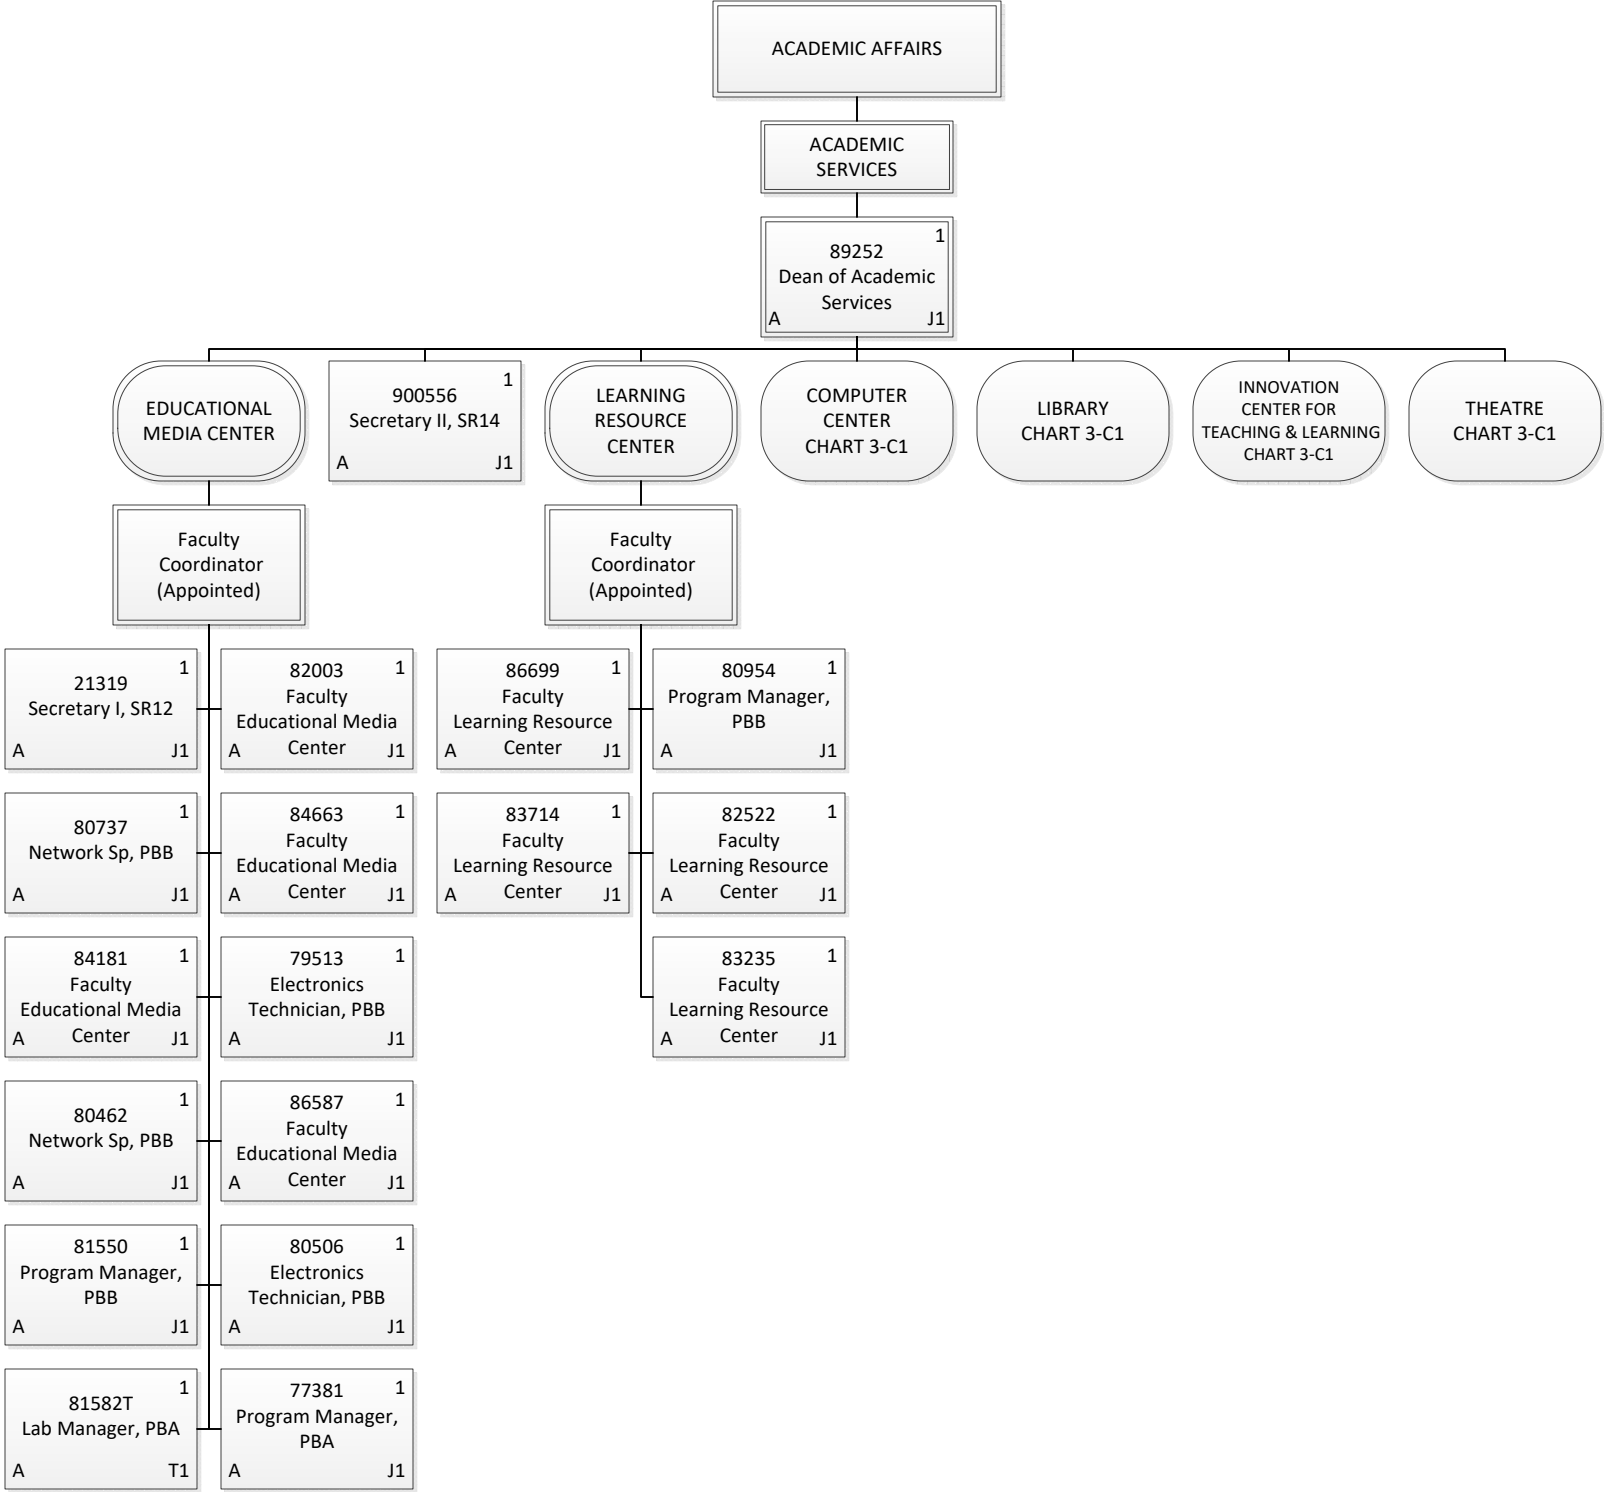 ACADEMIC AFFAIRS
ACADEMIC
SERVICES
1
89252
Dean of Academic
Services
A J1
EDUCATIONAL
MEDIA CENTER
1
900556
Secretary II, SR14
A J1
LEARNING
RESOURCE
CENTER
COMPUTER
CENTER
CHART 3-C1
LIBRARY
CHART 3-C1
INNOVATION
CENTER FOR
TEACHING & LEARNING
CHART 3-C1
THEATRE
CHART 3-C1
Faculty
Coordinator
(Appointed)
Faculty
Coordinator
(Appointed)
1
21319
Secretary I, SR12
A J1
82003 1
Faculty
Educational Media
A Center J1
86699 1
Faculty
Learning Resource
A Center J1
80954 1
Program Manager,
PBB
A J1
1
80737
Network Sp, PBB
A J1
84663 1
Faculty
Educational Media
A Center J1
83714 1
Faculty
Learning Resource
A Center J1
82522 1
Faculty
Learning Resource
A Center J1
84181 1
Faculty
Educational Media
A Center J1
79513 1
Electronics
Technician, PBB
A J1
83235 1
Faculty
Learning Resource
A Center J1
1
80462
Network Sp, PBB
A J1
86587 1
Faculty
Educational Media
A Center J1
81550 1
Program Manager,
PBB
A J1
80506 1
Electronics
Technician, PBB
A J1
1
81582T
Lab Manager, PBA
A T1
77381 1
Program Manager,
PBA
A J1